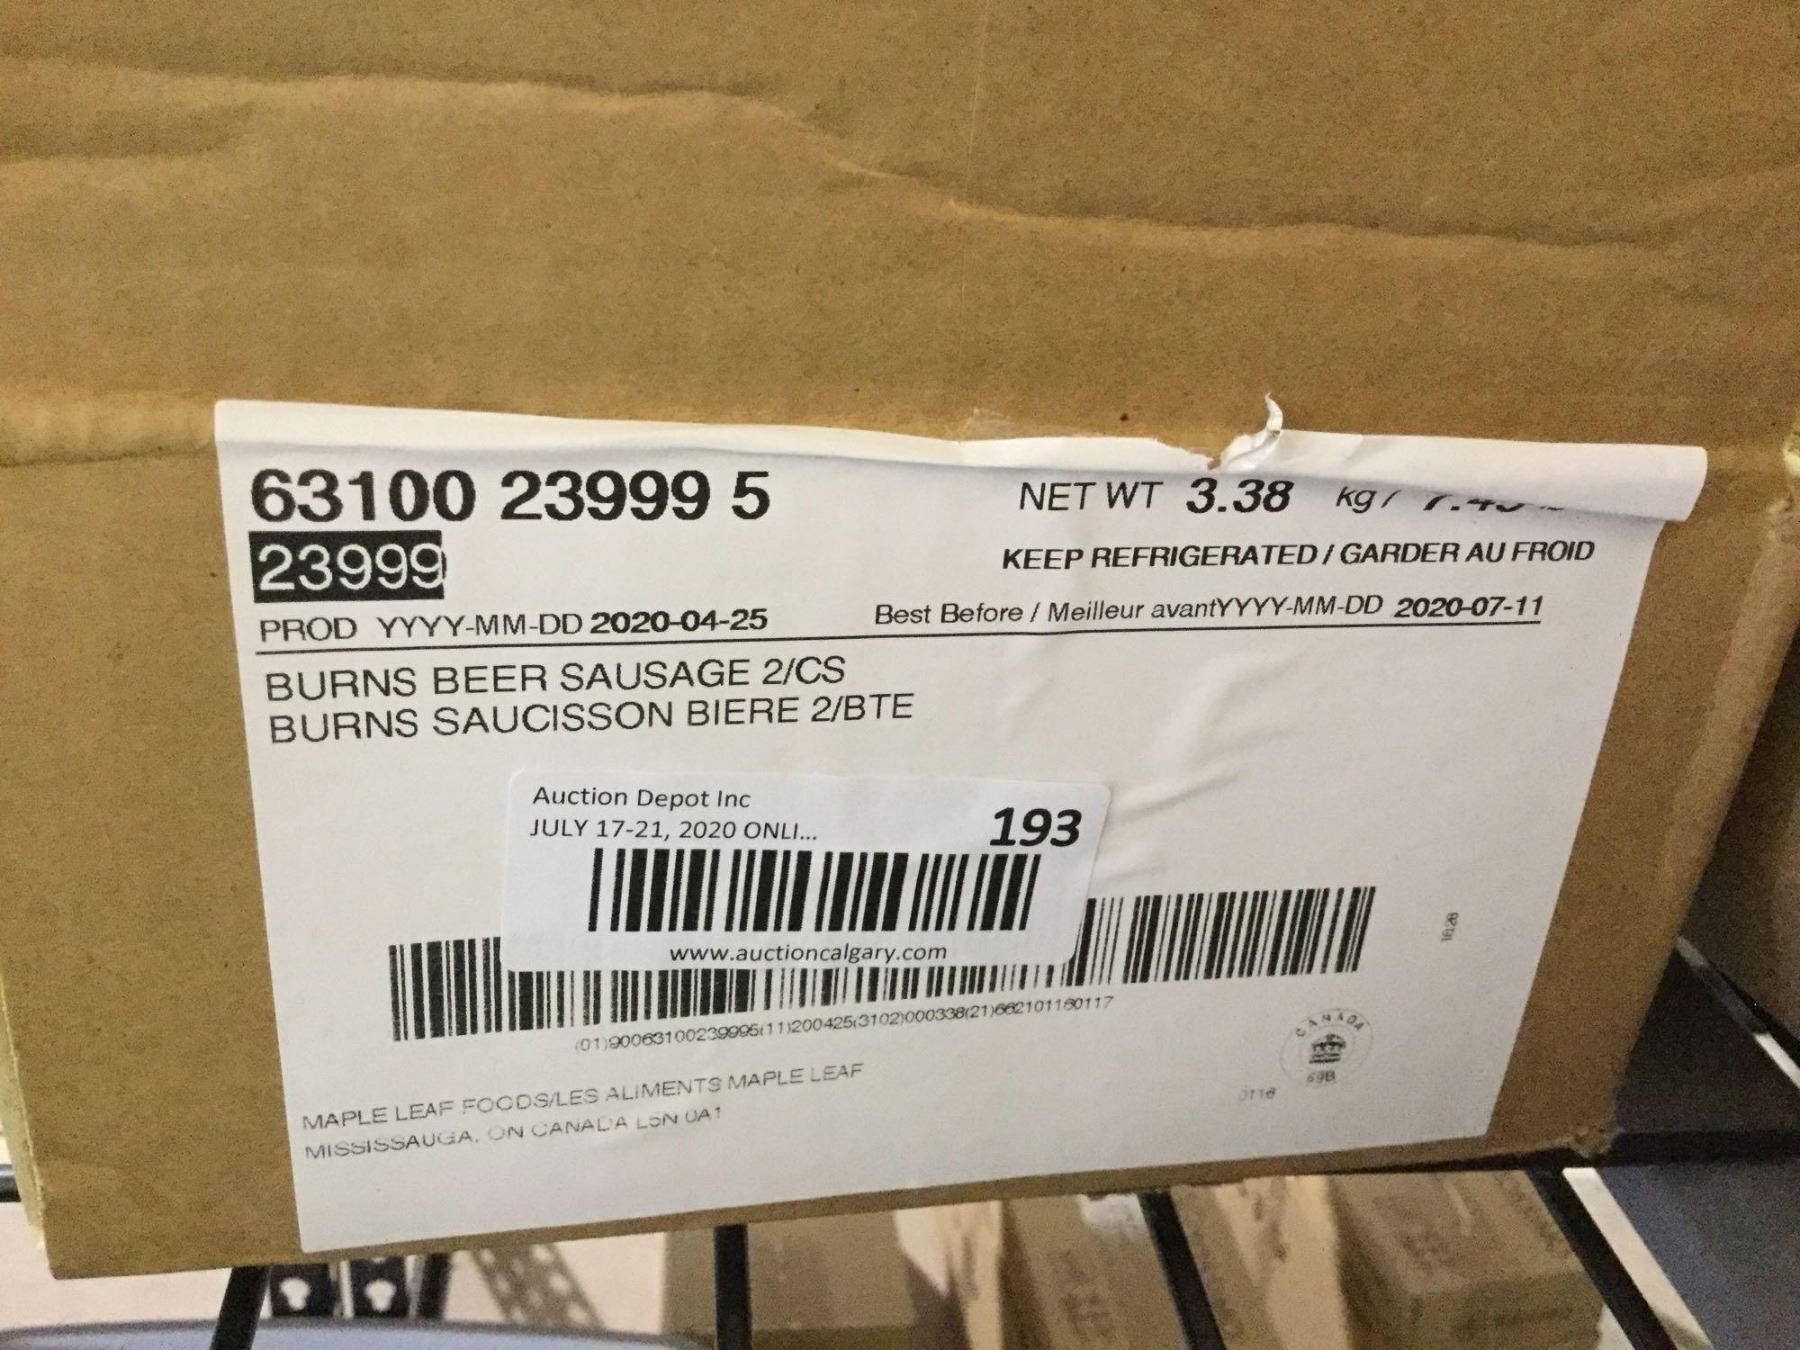 63100 23999 5
NET WT 3.38 kg /
23999
KEEP REFRIGERATED / GARDER AU FROID
PROD YYYY-MM-DD 2020-04-25
Best Before / Meilleur avantYYYY-MM-DD 2020-07-11
BURNS BEER SAUSAGE 2/CS
BURNS SAUCISSON BIERE 2/BTE
Auction Depot Inc
JULY 17-21, 2020 ONLI...
193
www.auctioncalgary.com
(01)90063100239995(11)200425(3102)000338(21)662101160117
1628
MAPLE LEAF FOODS/LES ALIMENTS MAPLE LEAF
MISSISSAUGA, ON CANADA L5N 0A1
CANADA
69B
0116